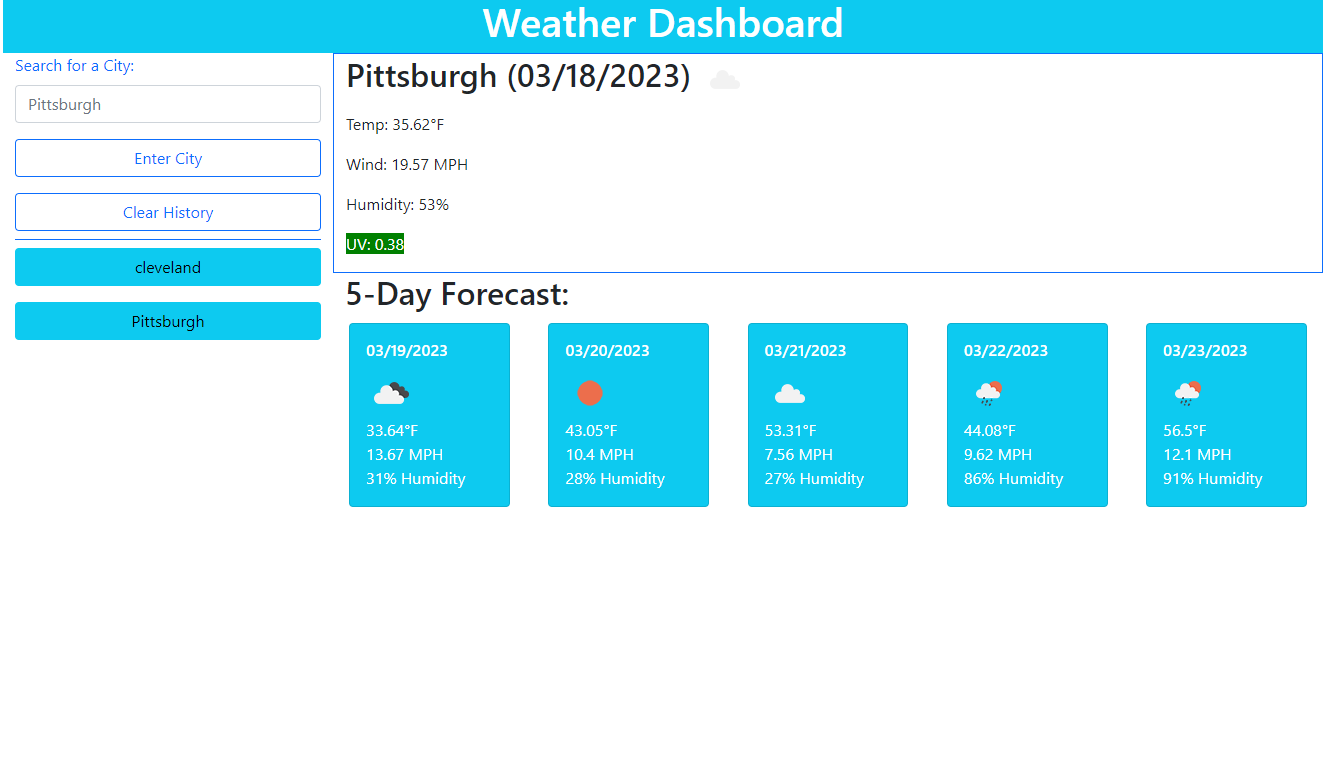 Weather Dashboard
Search for a City:
Pittsburgh
Enter City
Clear History
cleveland
Pittsburgh
Pittsburgh (03/18/2023)
Temp: 35.62°F
Wind: 19.57 MPH
Humidity: 53%
UV: 0.38
5-Day Forecast:
03/19/2023
33.64°F
13.67 MPH
31% Humidity
03/20/2023
43.05°F
10.4 MPH
28% Humidity
03/21/2023
53.31°F
7.56 MPH
27% Humidity
03/22/2023
44.08°F
9.62 MPH
86% Humidity
03/23/2023
56.5°F
12.1 MPH
91% Humidity